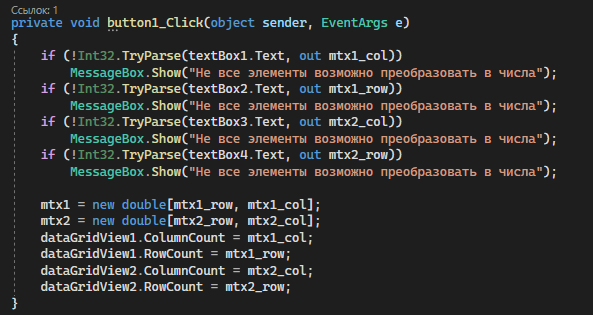 Ссылок: 1
private void button1_Click(object sender, EventArgs e)
{
if (!Int32.TryParse(textBox1.Text, out mtx1_col))
MessageBox.Show("Не все элементы возможно преобразовать в числа");
if (!Int32.TryParse(textBox2.Text, out mtx1_row))
MessageBox.Show("Не все элементы возможно преобразовать в числа");
if (!Int32.TryParse(textBox3.Text, out mtx2_col))
MessageBox.Show("Не все элементы возможно преобразовать в числа");
if (!Int32.TryParse(textBox4.Text, out mtx2_row))
MessageBox.Show("Не все элементы возможно преобразовать в числа");
mtx1 = new double[mtx1_row, mtx1_col];
mtx2 = new double[mtx2_row, mtx2_col];
dataGridView1.ColumnCount = mtx1_col;
dataGridView1.RowCount = mtx1_row;
dataGridView2.ColumnCount = mtx2_col;
dataGridView2.RowCount = mtx2_row;
}